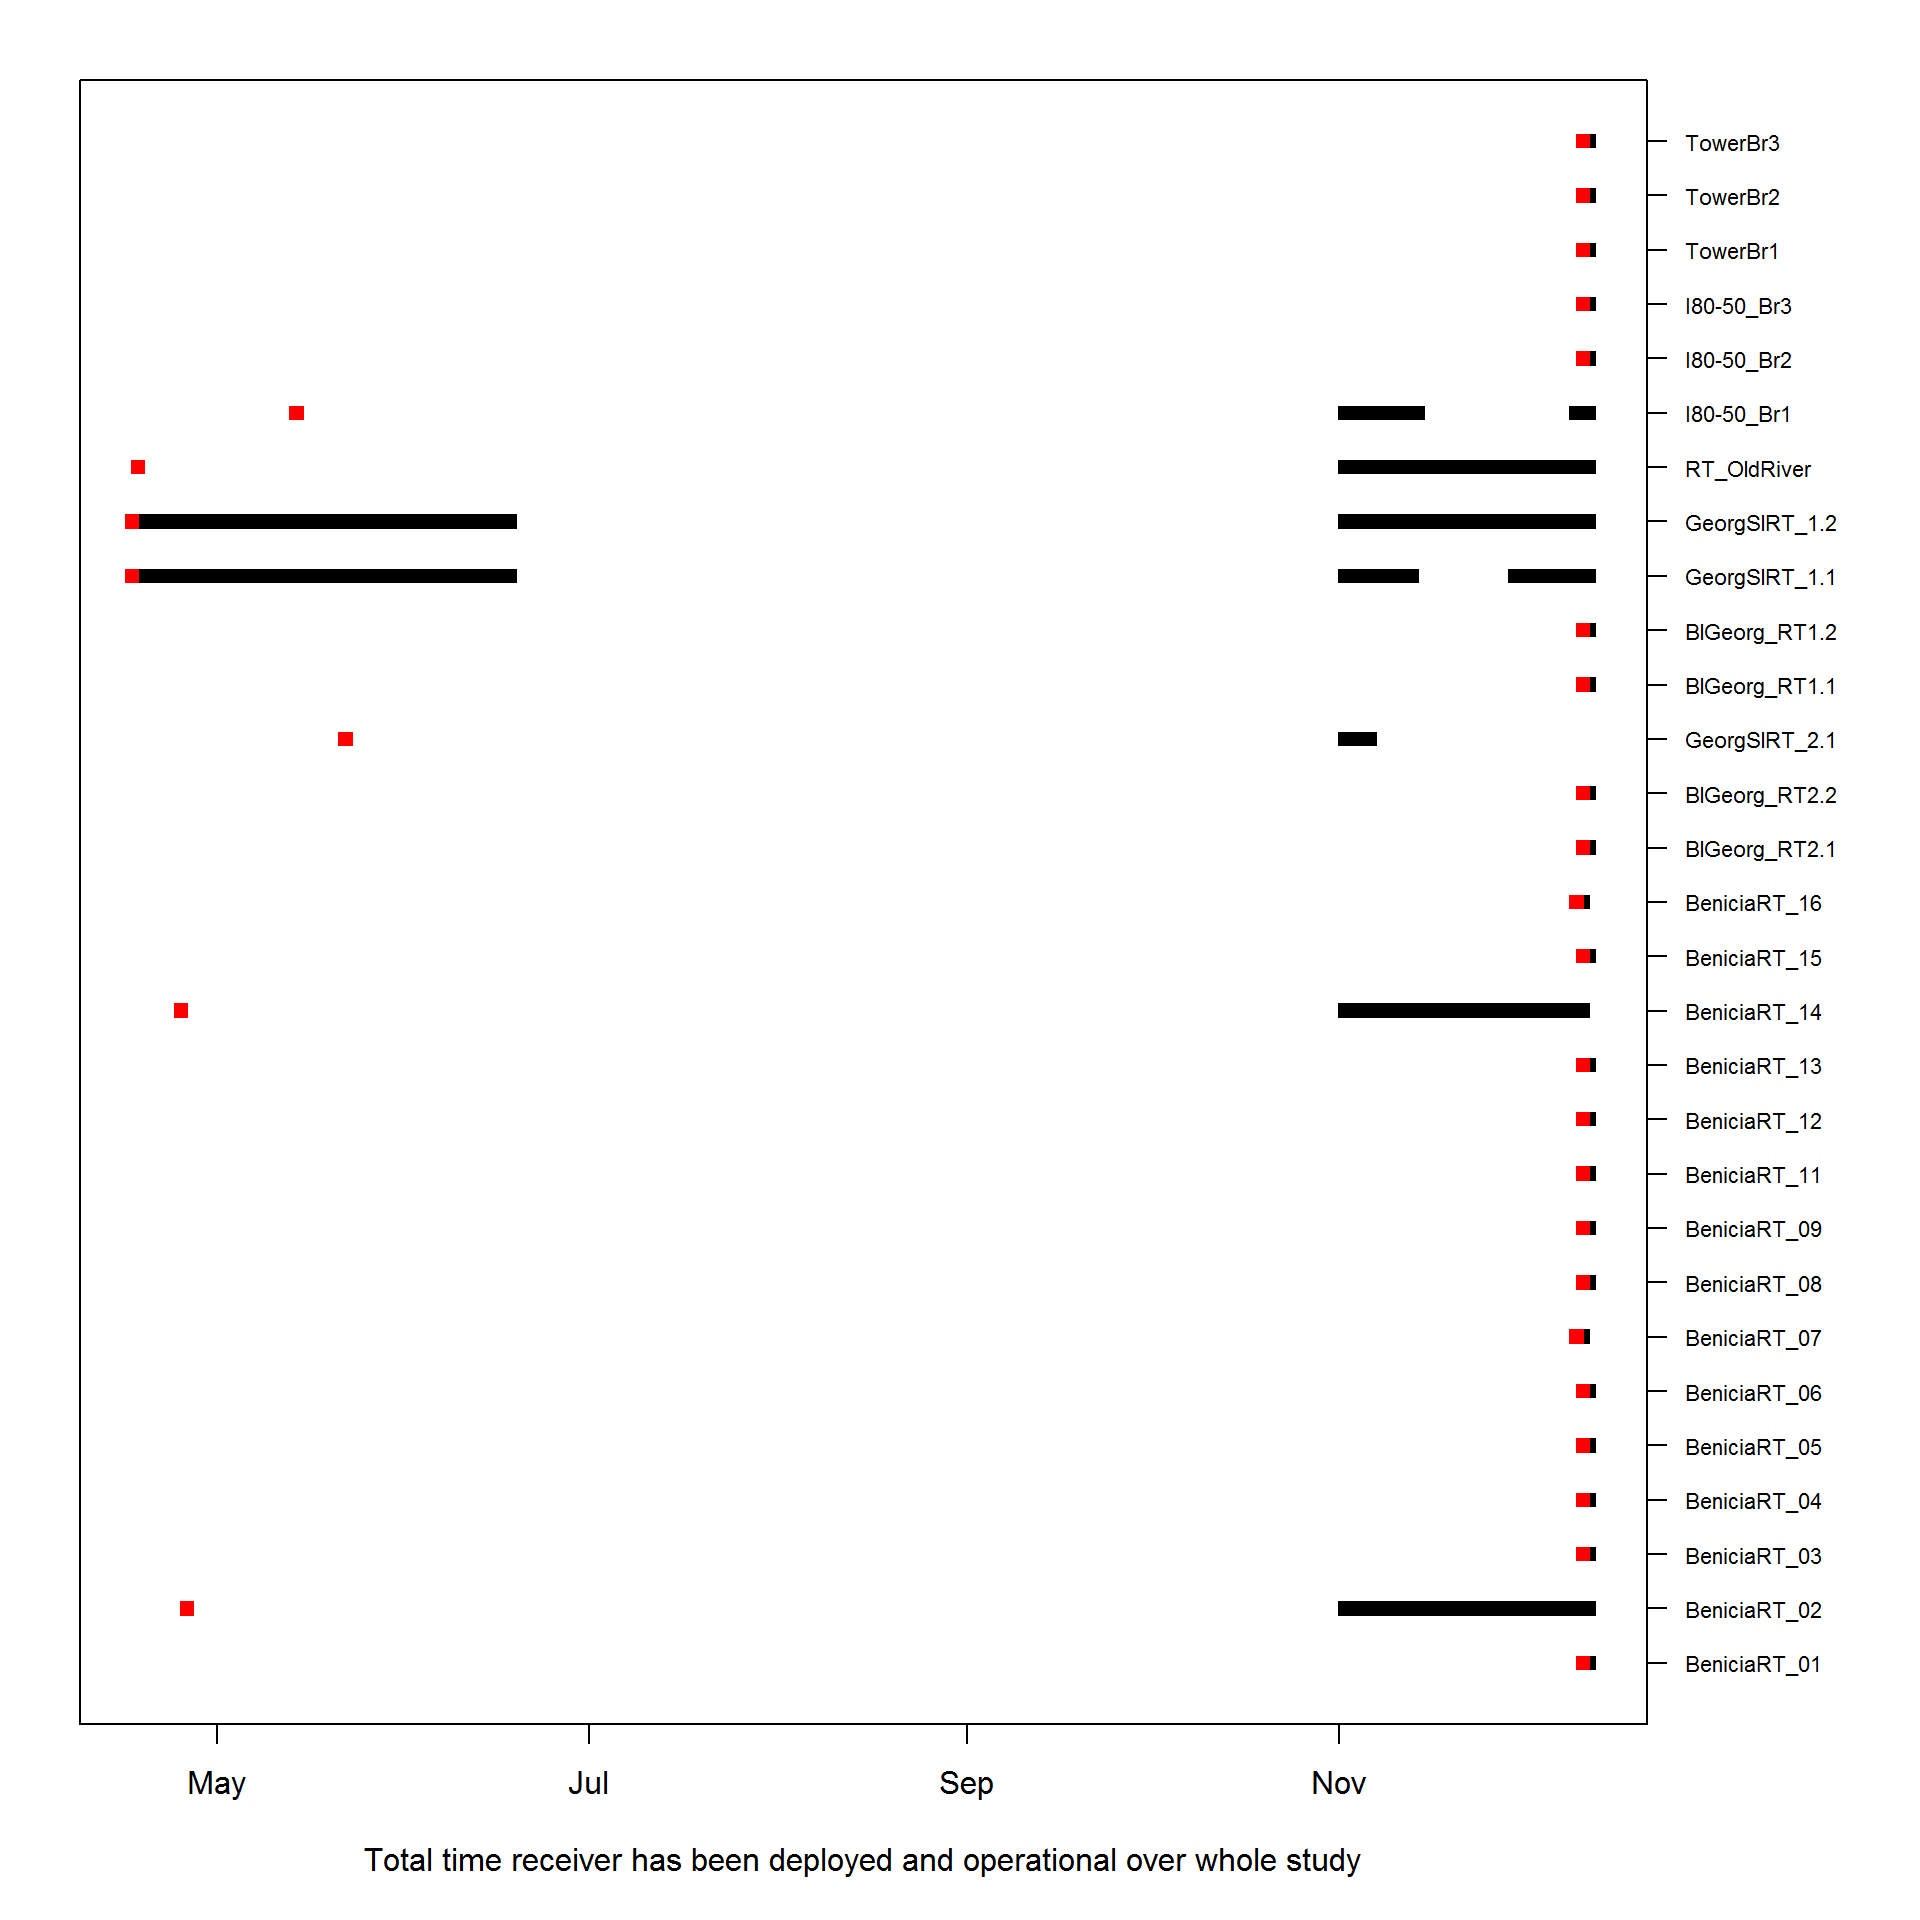 TowerBr3
TowerBr2
TowerBr1
I80-50_Br3
I80-50_Br2
I80-50_Br1
RT_OldRiver
GeorgSlRT_1.2
GeorgSlRT_1.1
BlGeorg_RT1.2
BlGeorg_RT1.1
GeorgSlRT_2.1
BlGeorg_RT2.2
BlGeorg_RT2.1
BeniciaRT_16
BeniciaRT_15
BeniciaRT_14
BeniciaRT_13
BeniciaRT_12
BeniciaRT_11
BeniciaRT_09
BeniciaRT_08
BeniciaRT_07
BeniciaRT_06
BeniciaRT_05
BeniciaRT_04
BeniciaRT_03
BeniciaRT_02
BeniciaRT_01
May Jul Sep Nov
Total time receiver has been deployed and operational over whole study